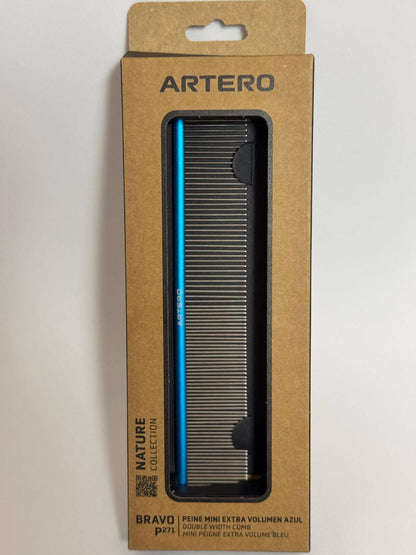 ARTERO
ARTERO
NATURE
COLLECTION
BRAVO
P271
PEINE MINI EXTRA VOLUMEN AZUL
DOUBLE WIDTH COMB
MINI PEIGNE EXTRA VOLUME BLEU